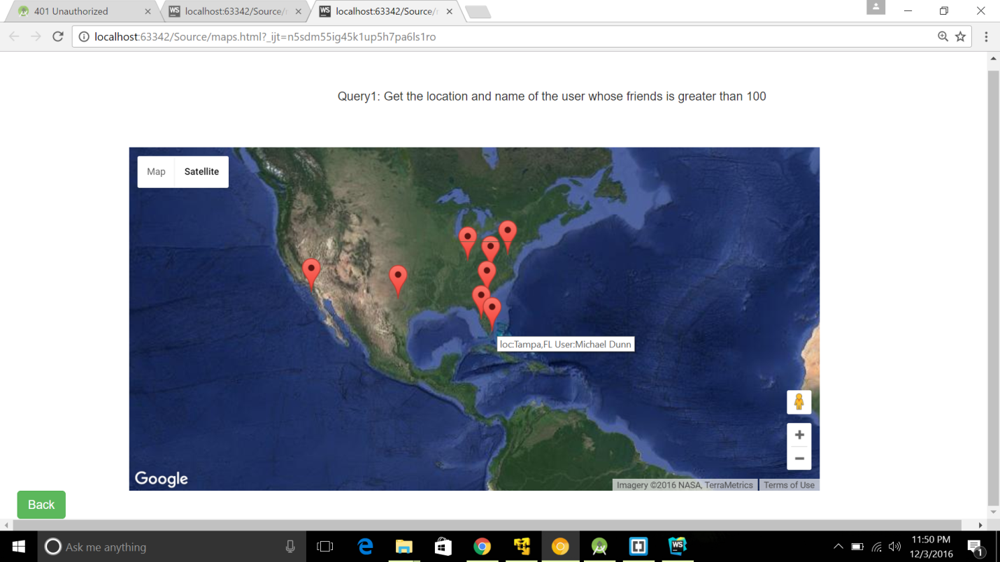 401 Unauthorized
localhost:63342/Source/
localhost:63342/Source/
localhost:63342/Source/maps.html?_ijt=n5sdm55ig45k1up5h7pa6ls1ro
Query1: Get the location and name of the user whose friends is greater than 100
Map Satellite
loc:Tampa,FL User:Michael Dunn
+
−
Google
Imagery ©2016 NASA, TerraMetrics Terms of Use
Back
Ask me anything
WS
11:50 PM
12/3/2016
1